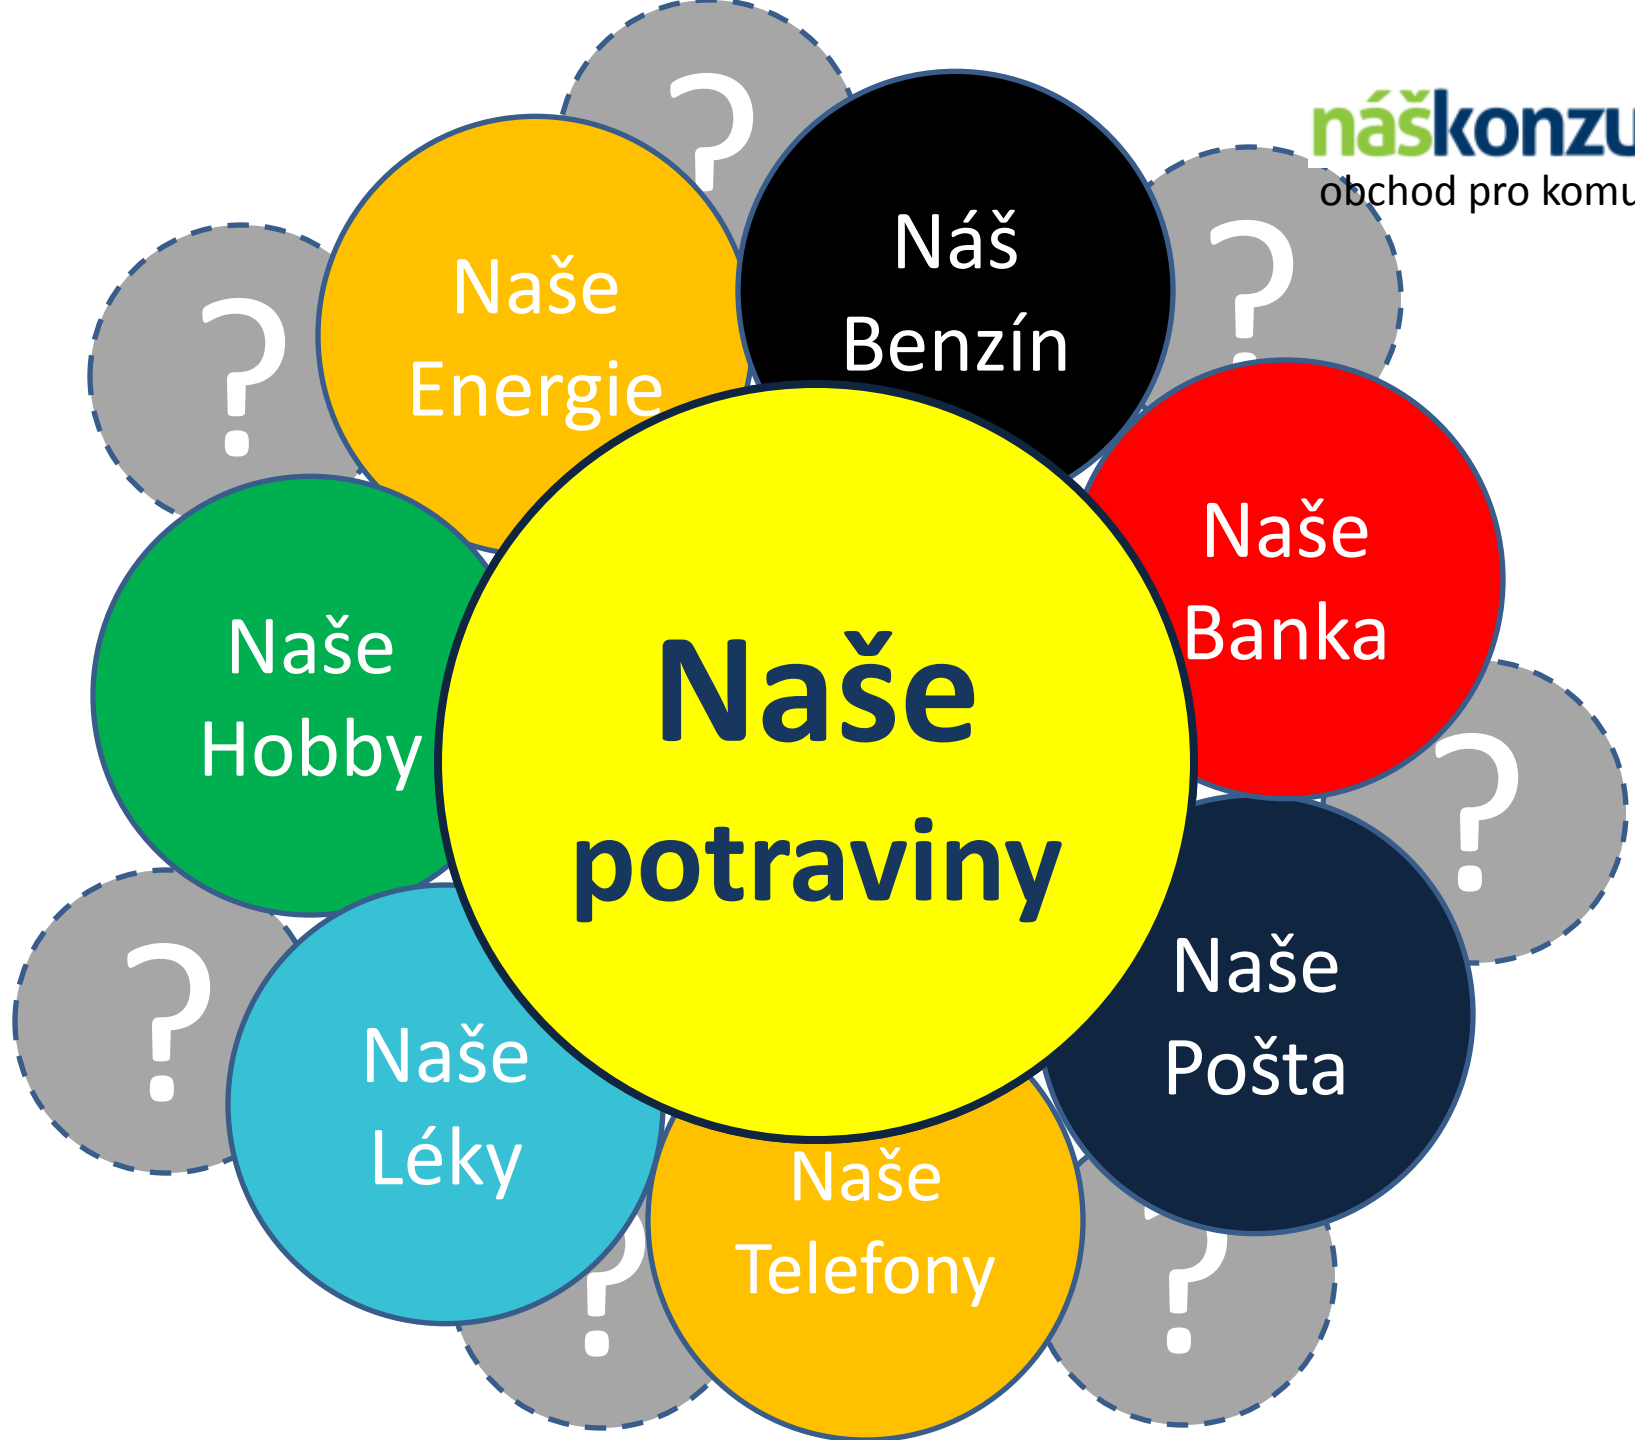 ?
náškonzu
obchod pro komu
Náš
Benzín
?
Naše
Energie
?
Naše
Banka
Naše
Hobby
Naše
potraviny
?
Naše
Pošta
?
Naše
Léky
Naše
Telefony
?
?